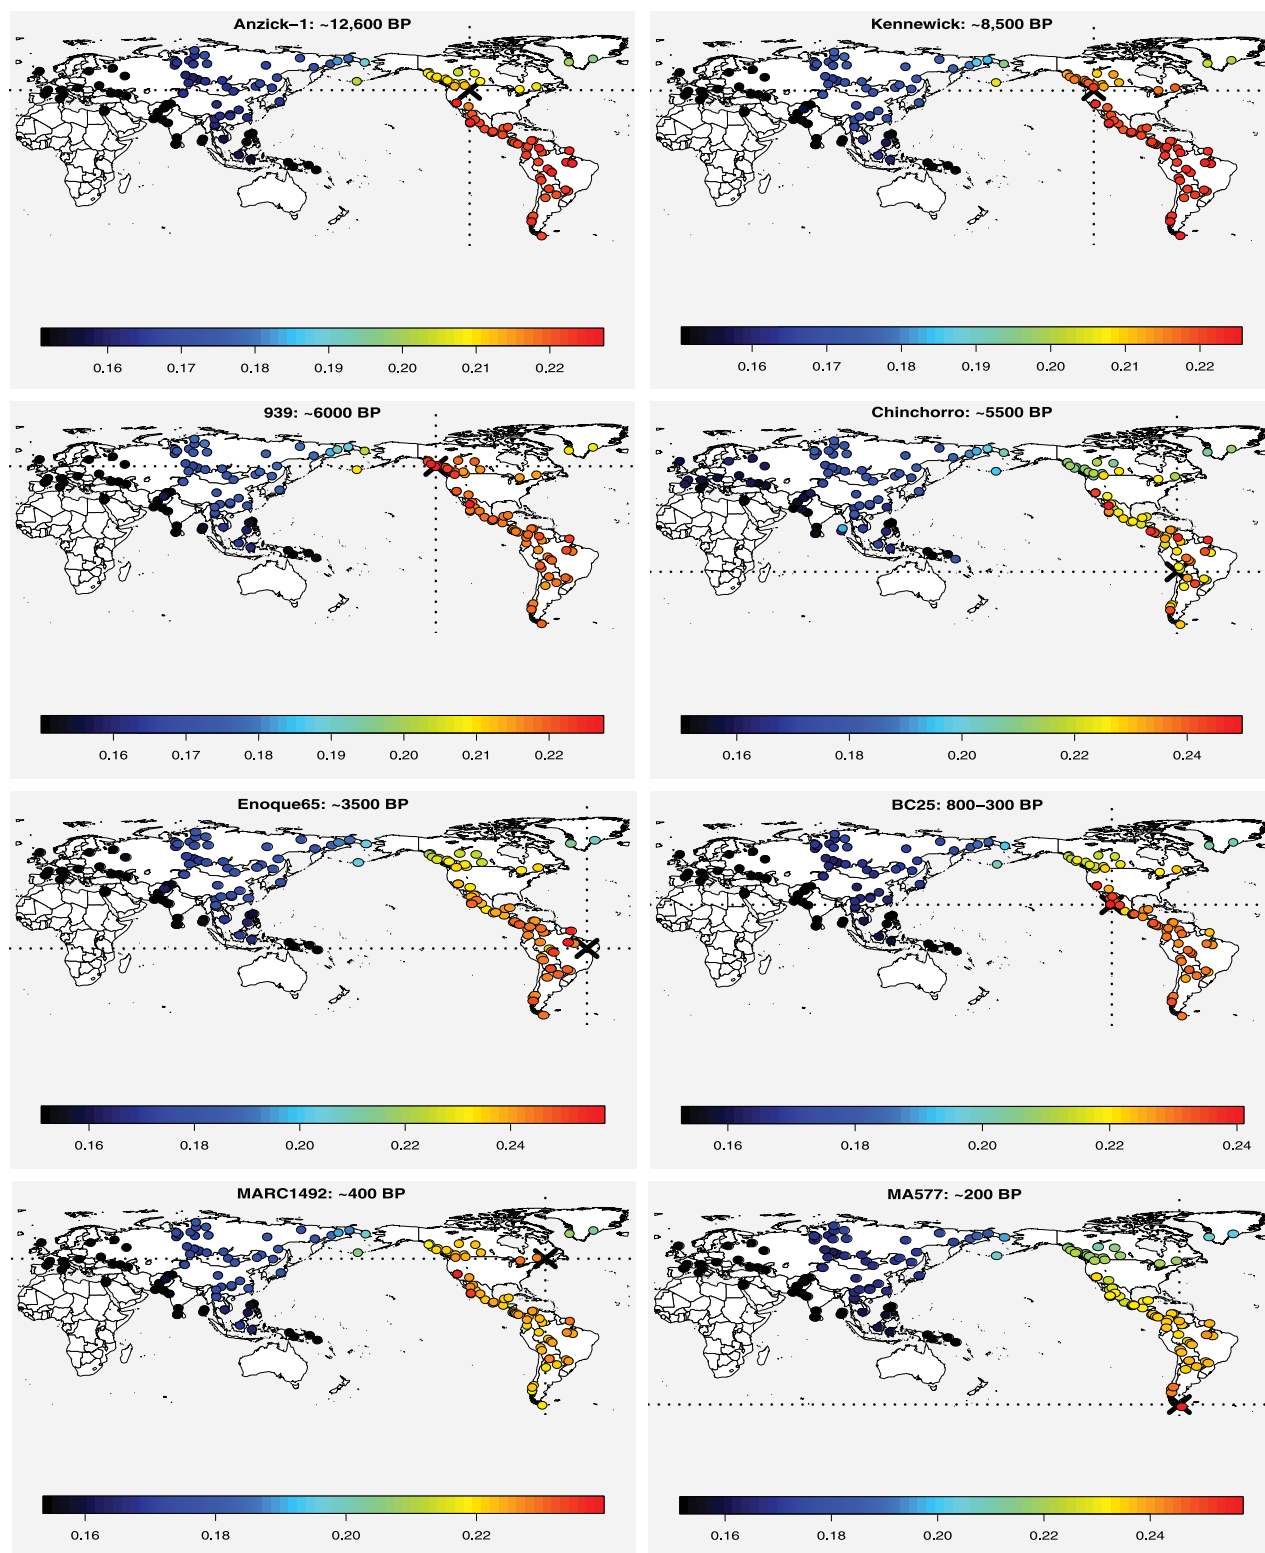 Anzick–1: ~12,600 BP
Kennewick: ~8,500 BP
0.16 0.17 0.18 0.19 0.20 0.21 0.22
0.16 0.17 0.18 0.19 0.20 0.21 0.22
939: ~6000 BP
Chinchorro: ~5500 BP
0.16 0.17 0.18 0.19 0.20 0.21 0.22
0.16 0.18 0.20 0.22 0.24
Enoque65: ~3500 BP
BC25: 800–300 BP
0.16 0.18 0.20 0.22 0.24
0.16 0.18 0.20 0.22 0.24
MARC1492: ~400 BP
MA577: ~200 BP
0.16 0.18 0.20 0.22
0.16 0.18 0.20 0.22 0.24